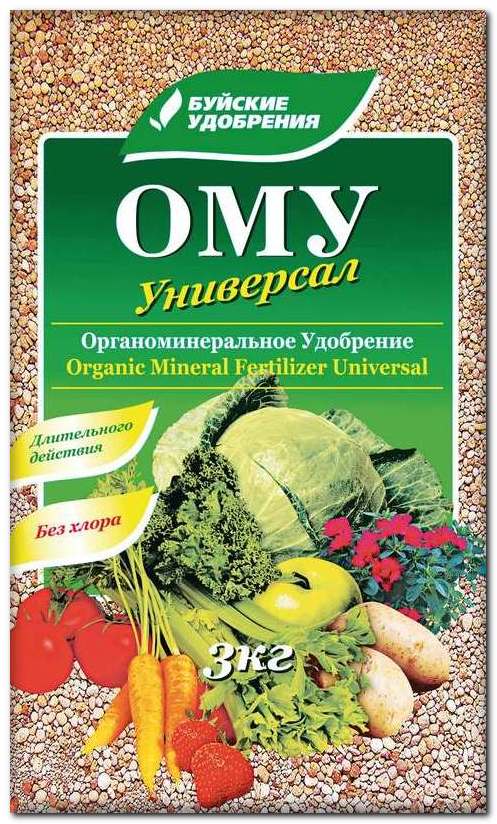 БУЙСКИЕ
УДОБРЕНИЯ
ОМУ
Универсал
Органоминеральное Удобрение
Organic Mineral Fertilizer Universal
Длительного
действия
Без хлора
3кг